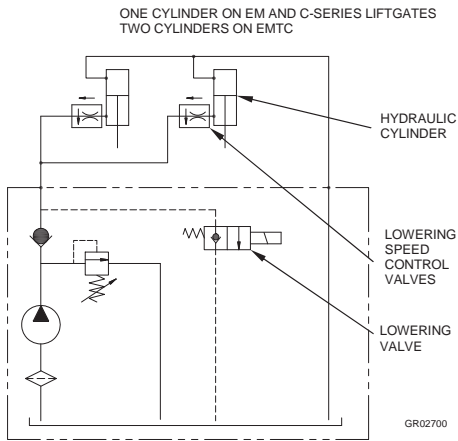 ONE CYLINDER ON EM AND C-SERIES LIFTGATES
TWO CYLINDERS ON EMTC
HYDRAULIC
CYLINDER
LOWERING
SPEED
CONTROL
VALVES
LOWERING
VALVE
GR02700